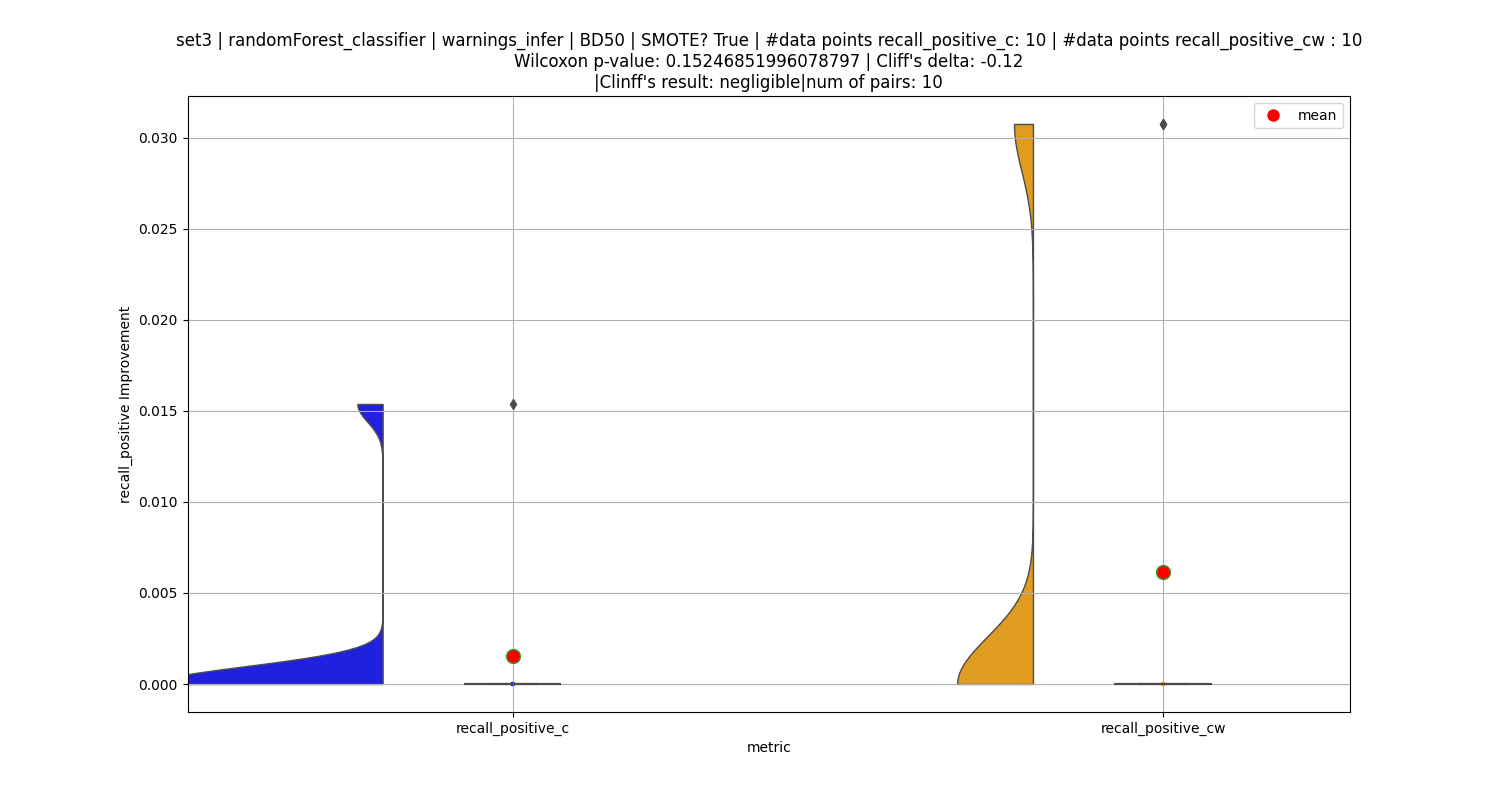 set3 | randomForest_classifier | warnings_infer | BD50 | SMOTE? True | #data points recall_positive_c: 10 | #data points recall_positive_cw : 10
Wilcoxon p-value: 0.15246851996078797 | Cliff's delta: -0.12
|Clinff's result: negligible|num of pairs: 10
mean
0.030
0.025
0.020
0.015
0.010
0.005
0.000
recall_positive Improvement
recall_positive_c
recall_positive_cw
metric